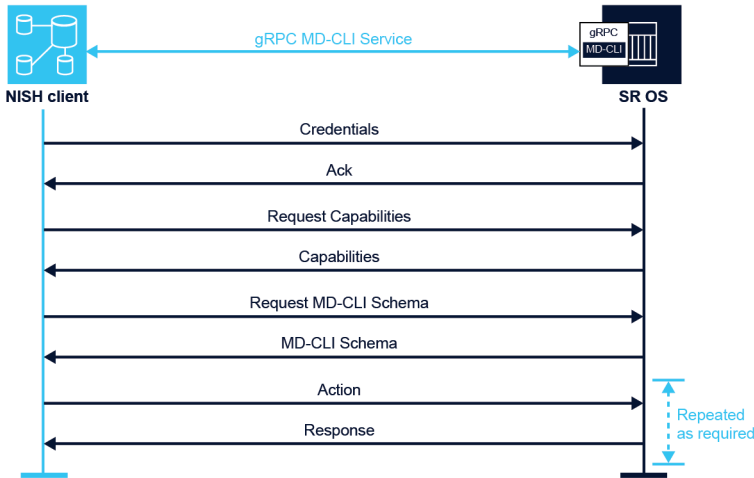 gRPC MD-CLI Service
gRPC
MD-CLI
NISH client
SR OS
Credentials
Ack
Request Capabilities
Capabilities
Request MD-CLI Schema
MD-CLI Schema
Action
Response
Repeated
as required